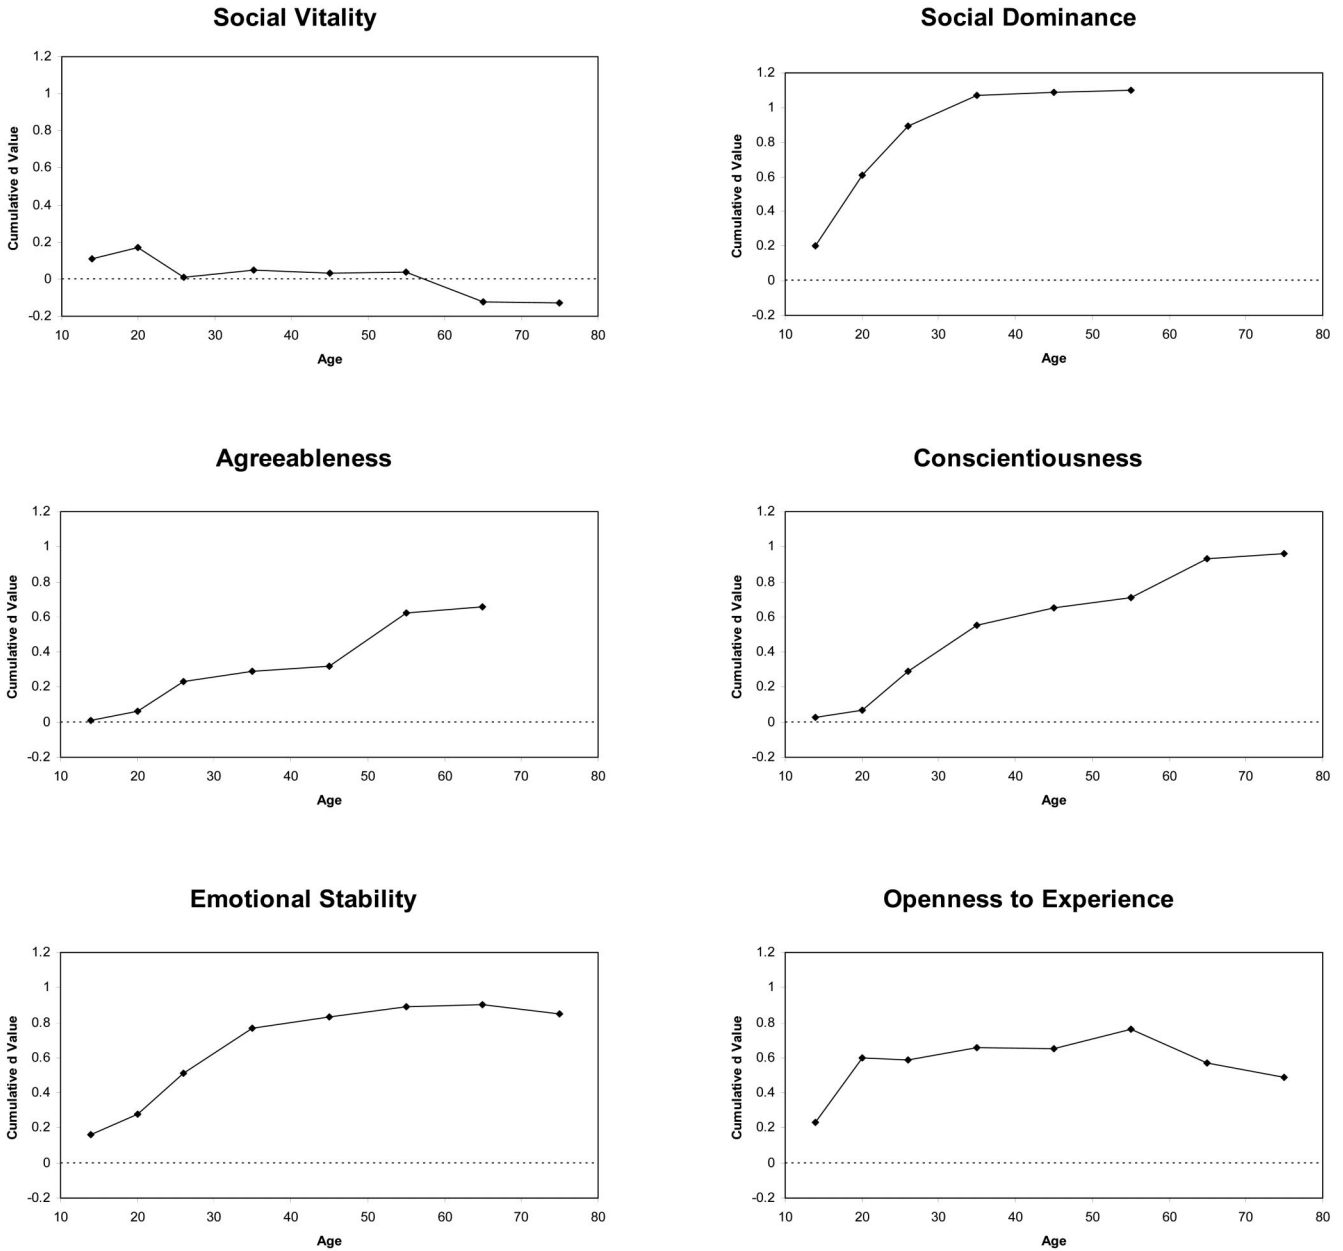 Social Vitality
1.2
1
0.8
0.6
0.4
0.2
0
-0.2
10 20 30 40 50 60 70 80
Cumulative d Value
Age
Social Dominance
1.2
1
0.8
0.6
0.4
0.2
0
-0.2
10 20 30 40 50 60 70 80
Cumulative d Value
Age
Agreeableness
1.2
1
0.8
0.6
0.4
0.2
0
-0.2
10 20 30 40 50 60 70 80
Cumulative d Value
Age
Conscientiousness
1.2
1
0.8
0.6
0.4
0.2
0
-0.2
10 20 30 40 50 60 70 80
Cumulative d Value
Age
Emotional Stability
1.2
1
0.8
0.6
0.4
0.2
0
-0.2
10 20 30 40 50 60 70 80
Cumulative d Value
Age
Openness to Experience
1.2
1
0.8
0.6
0.4
0.2
0
-0.2
10 20 30 40 50 60 70 80
Cumulative d Value
Age